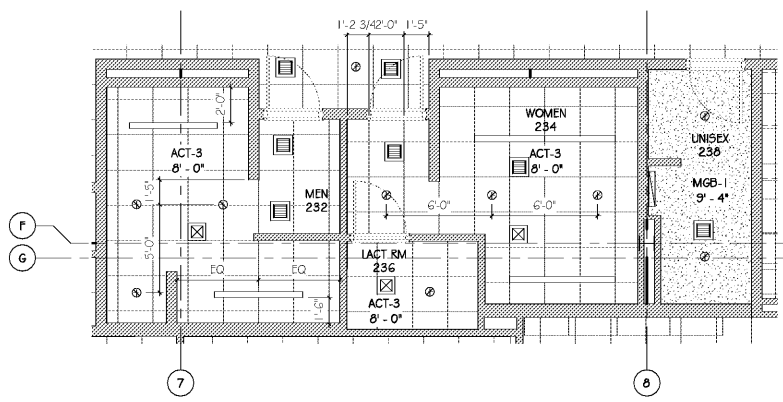 1'-2 3/4"
2'-0"
1'-5"
2'-0"
ACT-3
8' - 0"
MEN
232
WOMEN
234
ACT-3
8' - 0"
UNISEX
238
MGB-1
9' - 4"
1'-5"
6'-0"
6'-0"
F
G
5'-0"
EQ
EQ
LACT RM
236
ACT-3
8' - 0"
1'-6"
7
8